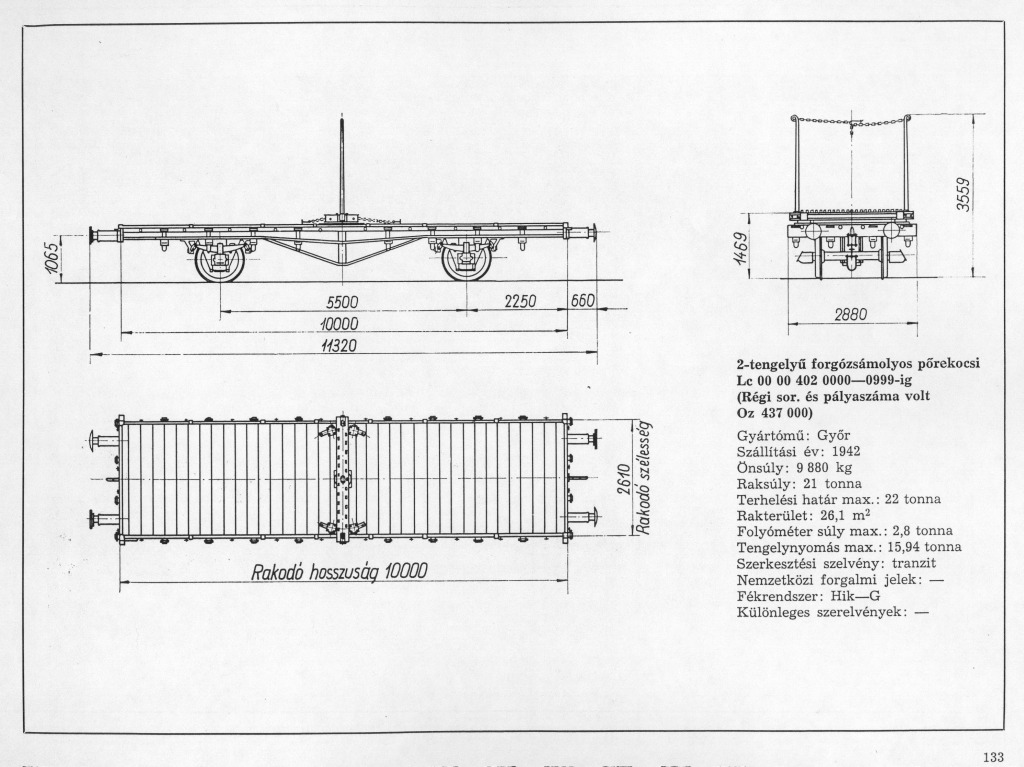 3559
1469
1065
5500
2250
660
2880
10000
11320
2-tengelyű forgózsámolyos pőrekocsi
Lc 00 00 402 0000—0999-ig
(Régi sor. és pályaszáma volt
Oz 437 000)
Gyártómű: Győr
Szállítási év: 1942
Önsúly: 9 880 kg
Raksúly: 21 tonna
Terhelési határ max.: 22 tonna
Rakterület: 26,1 m²
Folyóméter súly max.: 2,8 tonna
Tengelynyomás max.: 15,94 tonna
Szerkesztési szelvény: tranzit
Nemzetközi forgalmi jelek: —
Fékrendszer: Hik—G
Különleges szerelvények: —
2610
Rakodó szélesség
Rakodó hosszuság 10000
133